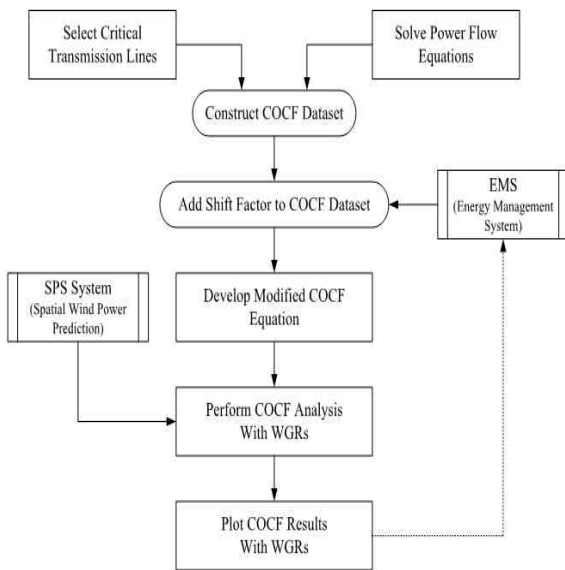 Select Critical
Transmission Lines
Solve Power Flow
Equations
Construct COCF Dataset
Add Shift Factor to COCF Dataset
EMS
(Energy Management
System)
SPS System
(Spatial Wind Power
Prediction)
Develop Modified COCF
Equation
Perform COCF Analysis
With WGRs
Plot COCF Results
With WGRs